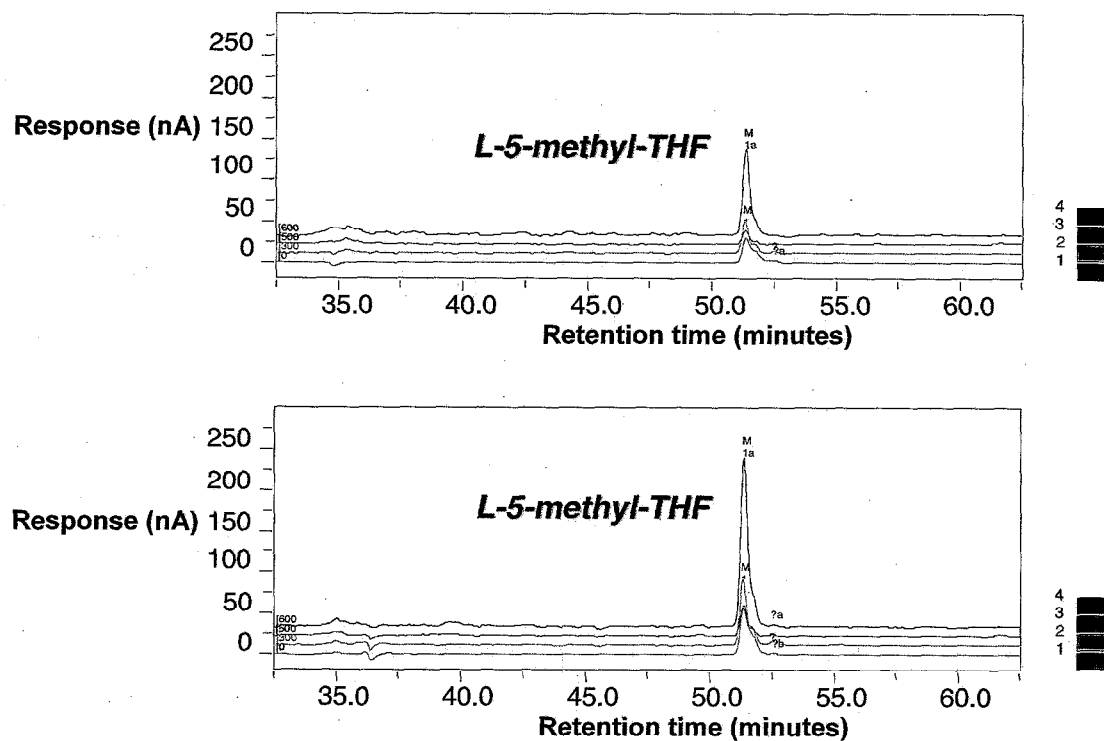 250
200
Response (nA) 150
100
50
0
L-5-methyl-THF
M
1a
M
[600
[500
[300
[0
?a
4
3
2
1
35.0 40.0 45.0 50.0 55.0 60.0
Retention time (minutes)
250
200
Response (nA) 150
100
50
0
L-5-methyl-THF
M
1a
M
?a
?b
[600
[500
[300
[0
4
3
2
1
35.0 40.0 45.0 50.0 55.0 60.0
Retention time (minutes)